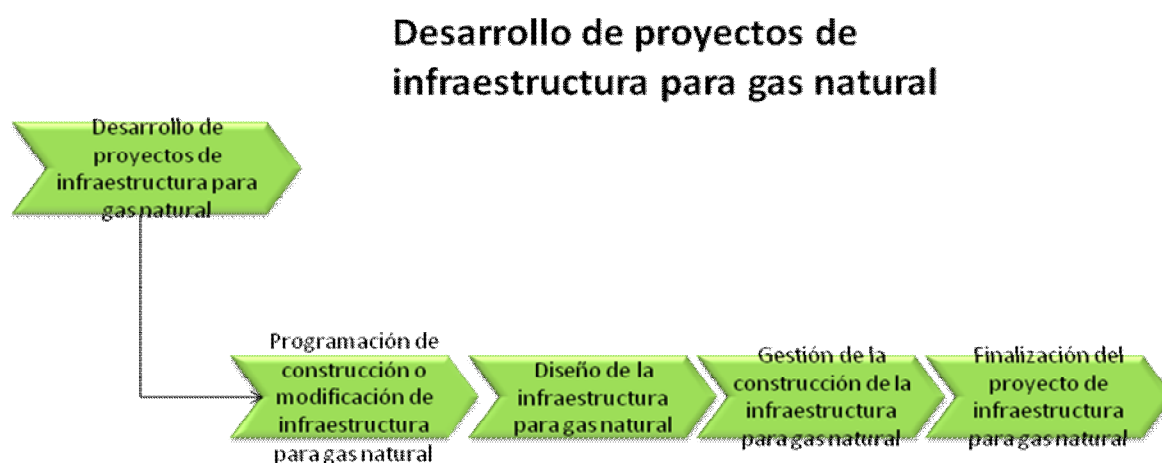 Desarrollo de proyectos de
infraestructura para gas natural
Desarrollo de
proyectos de
infraestructura para
gas natural
Programación de
construcción o
modificación de
infraestructura
para gas natural
Diseño de la
infraestructura
para gas natural
Gestión de la
construcción de la
infraestructura
para gas natural
Finalización del
proyecto de
infraestructura
para gas natural